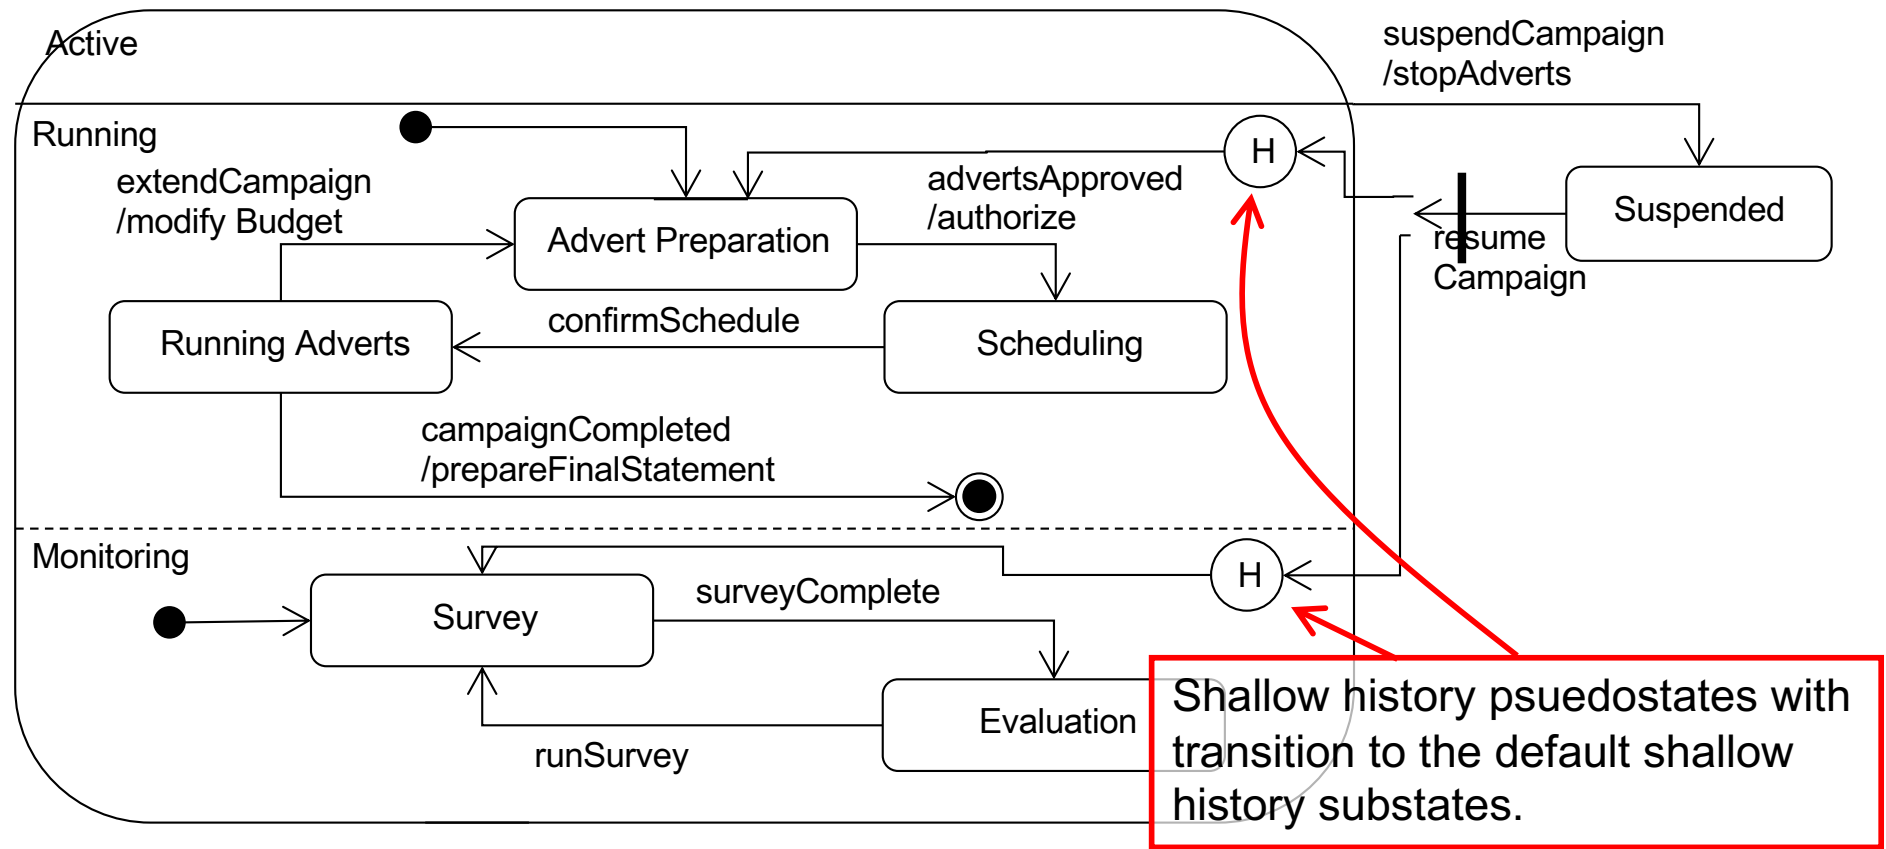 Active
suspendCampaign
/stopAdverts
Running
extendCampaign
/modify Budget
H
advertsApproved
/authorize
Advert Preparation
Suspended
resume
Campaign
Running Adverts
confirmSchedule
Scheduling
campaignCompleted
/prepareFinalStatement
Monitoring
H
surveyComplete
Survey
Evaluation
runSurvey
Shallow history psuedostates with
transition to the default shallow
history substates.